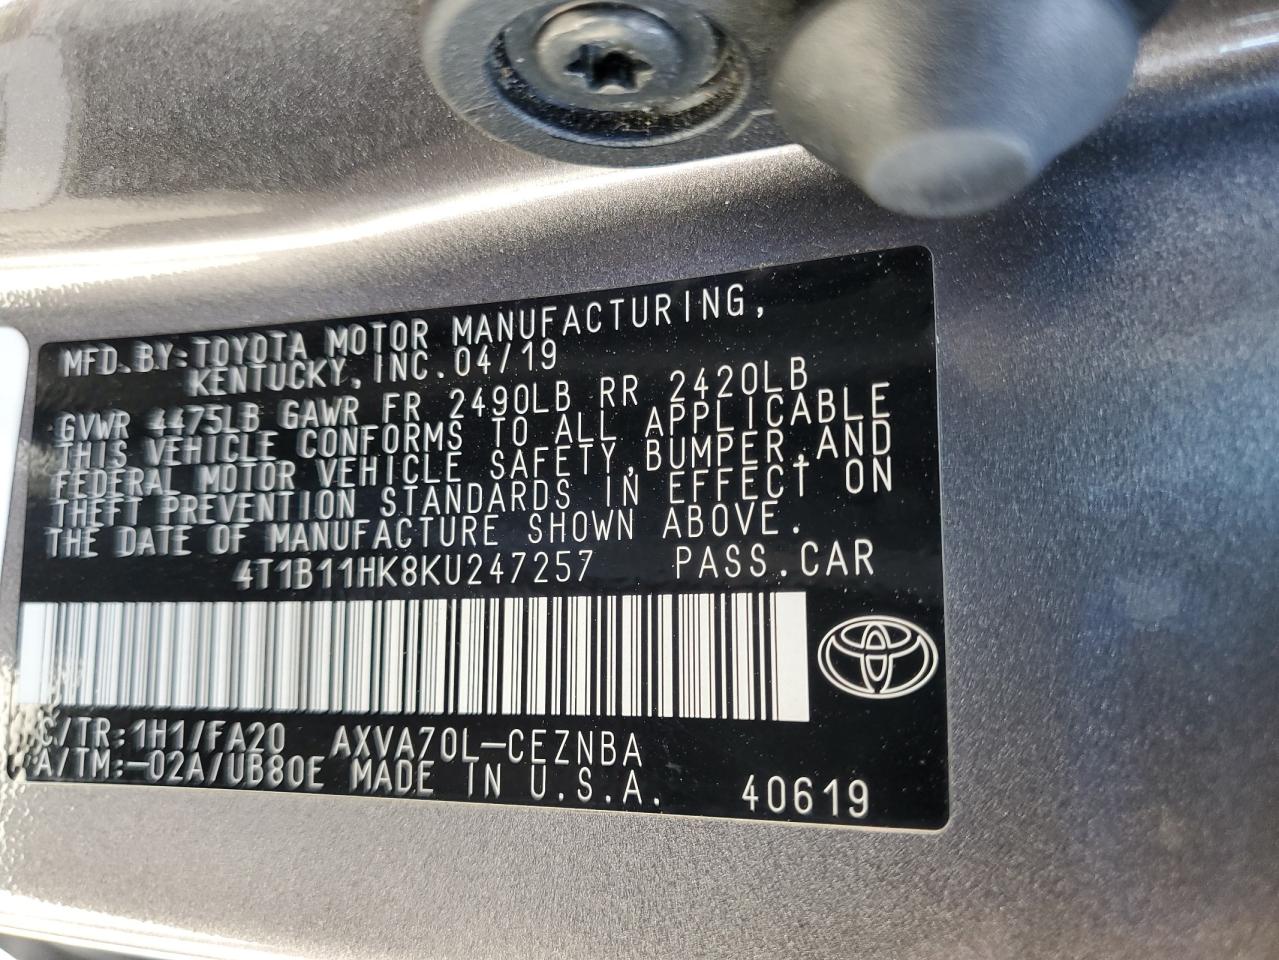 MFD.BY:TOYOTA MOTOR MANUFACTURING,
KENTUCKY, INC.04/19
GVWR 4475LB GAWR FR 2490LB RR 2420LB
THIS VEHICLE CONFORMS TO ALL APPLICABLE
FEDERAL MOTOR VEHICLE SAFETY,BUMPER,AND
THEFT PREVENTION STANDARDS IN EFFECT ON
THE DATE OF MANUFACTURE SHOWN ABOVE.
4T1B11HK8KU247257 PASS.CAR
C/TR:1H1/FA20 AXVA70L-CEZNBA
A/TM:-02A/UB80E MADE IN U.S.A.
40619